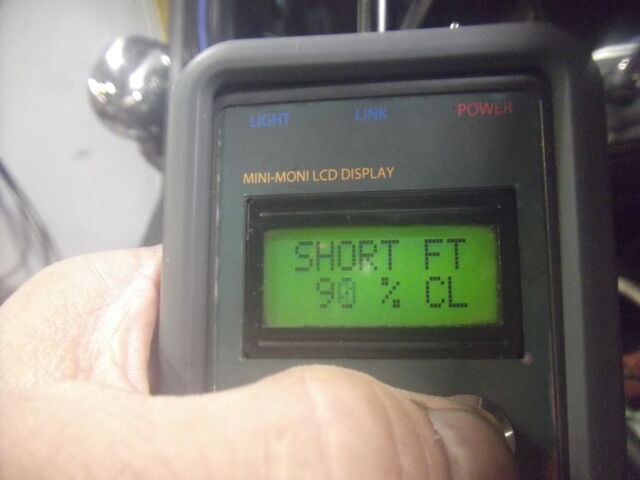 LIGHT LINK POWER
MINI-MONI LCD DISPLAY
SHORT FT
90 % CL